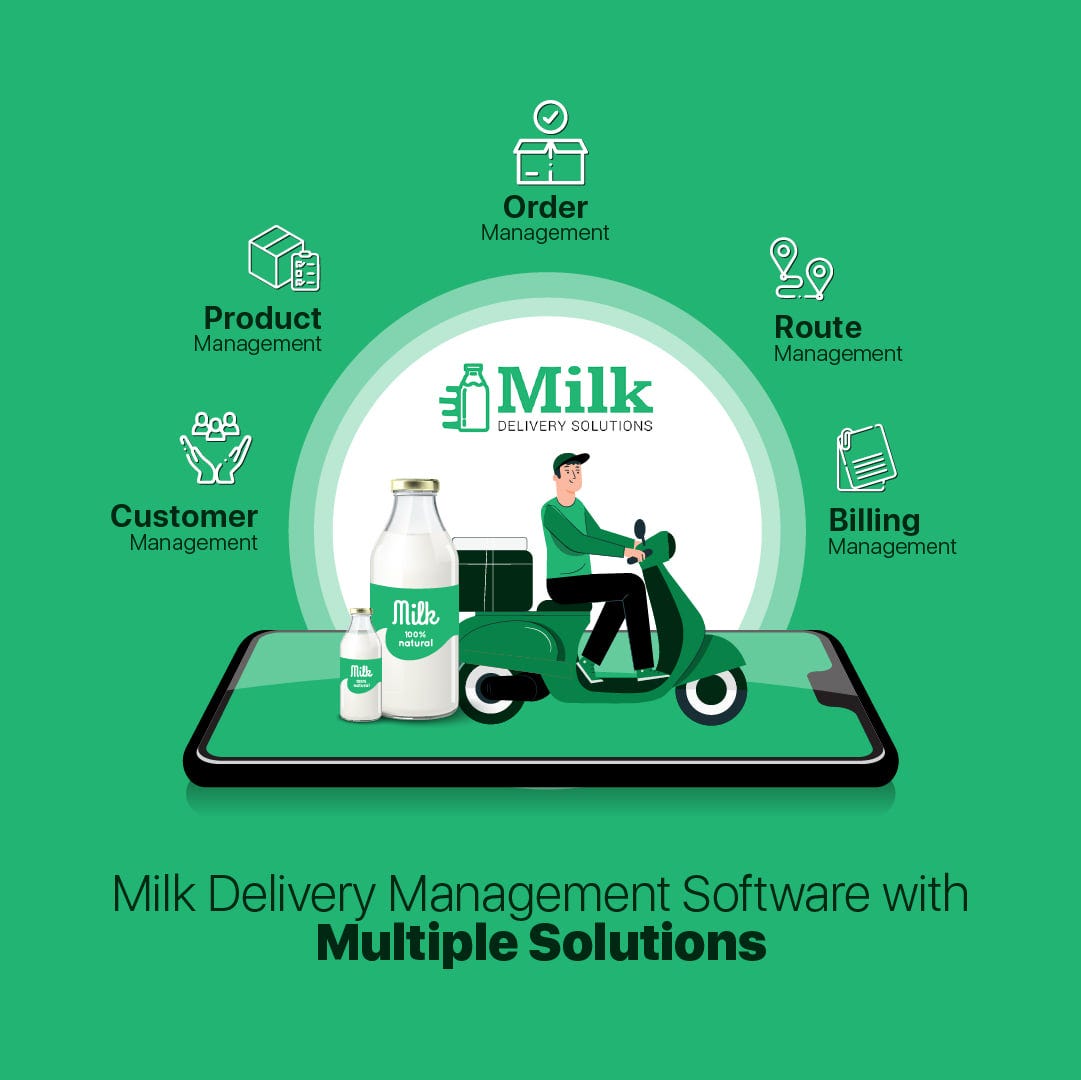 Order
Management
Product
Management
Route
Management
Customer
Management
Billing
Management
Milk
DELIVERY SOLUTIONS
Milk
100%
natural
Milk
100%
natural
Milk Delivery Management Software with
Multiple Solutions